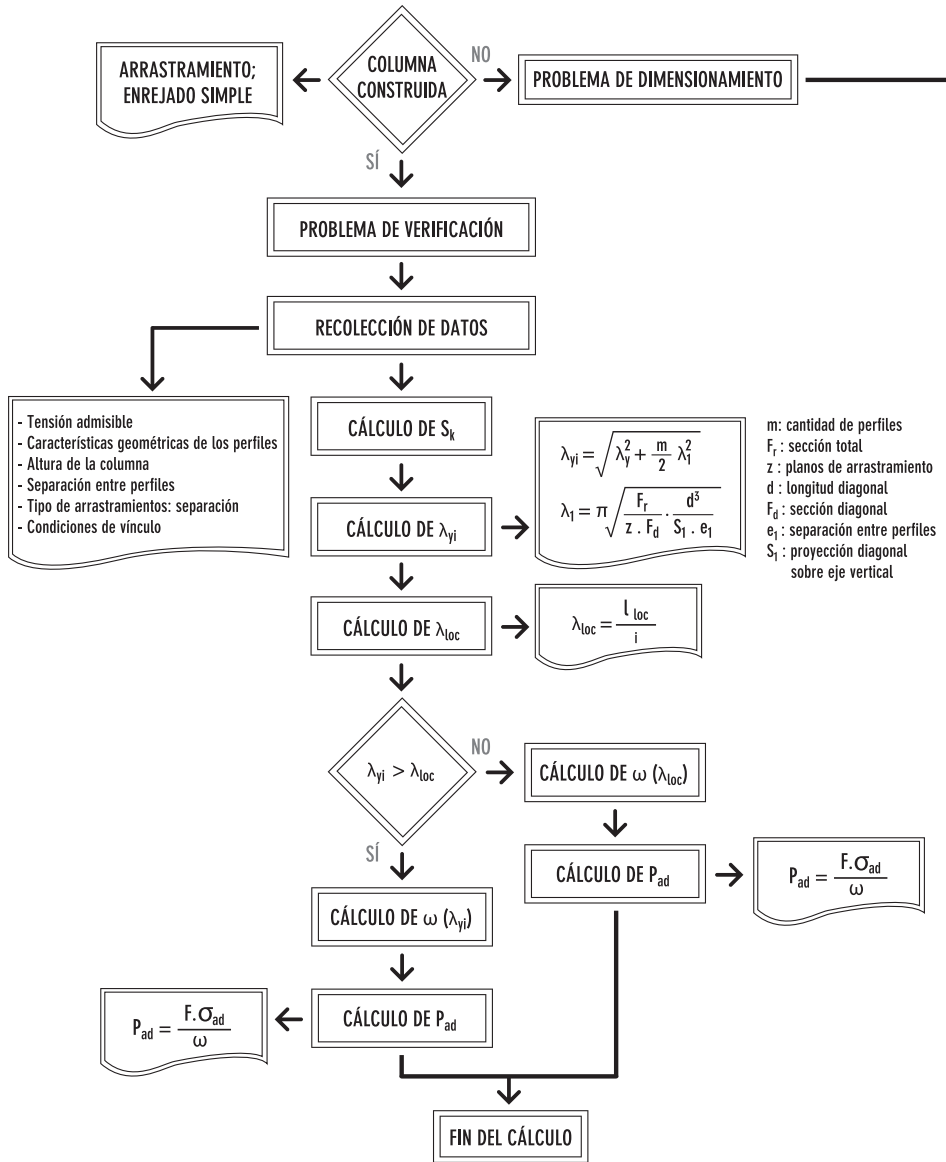 ARRASTRAMIENTO;
ENREJADO SIMPLE
COLUMNA
CONSTRUIDA
NO
PROBLEMA DE DIMENSIONAMIENTO
SÍ
PROBLEMA DE VERIFICACIÓN
RECOLECCIÓN DE DATOS
- Tensión admisible
- Características geométricas de los perfiles
- Altura de la columna
- Separación entre perfiles
- Tipo de arrastramientos: separación
- Condiciones de vínculo
CÁLCULO DE Sₖ
CÁLCULO DE λyi
λyi = √(λy² + m/2 λ1²)
λ1 = π√(Fr/(z . Fd) . d³/(S1 . e1))
m: cantidad de perfiles
Fr : sección total
z : planos de arrastramiento
d : longitud diagonal
Fd : sección diagonal
e1 : separación entre perfiles
S1 : proyección diagonal
sobre eje vertical
CÁLCULO DE λloc
λloc = l loc / i
λyi > λloc
NO
CÁLCULO DE ω (λloc)
CÁLCULO DE Pad
Pad = F.σad / ω
SÍ
CÁLCULO DE ω (λyi)
CÁLCULO DE Pad
Pad = F.σad / ω
FIN DEL CÁLCULO